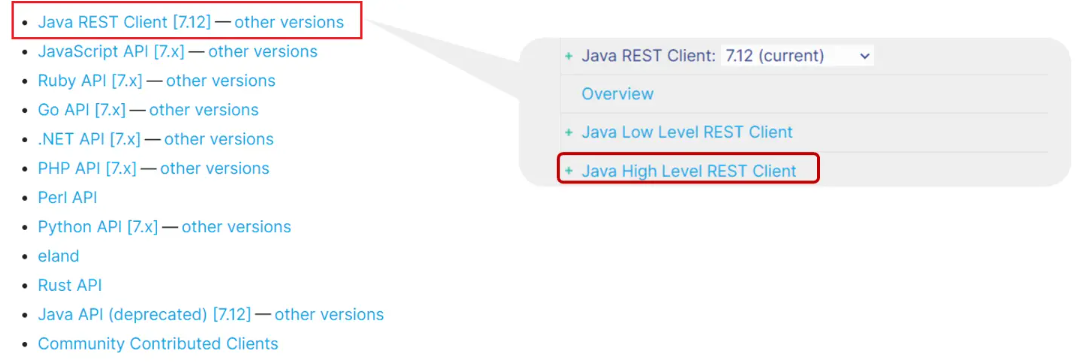 Java REST Client [7.12] — other versions
JavaScript API [7.x] — other versions
Ruby API [7.x] — other versions
Go API [7.x] — other versions
.NET API [7.x] — other versions
PHP API [7.x] — other versions
Perl API
Python API [7.x] — other versions
eland
Rust API
Java API (deprecated) [7.12] — other versions
Community Contributed Clients
+ Java REST Client: 7.12 (current)
Overview
+ Java Low Level REST Client
+ Java High Level REST Client